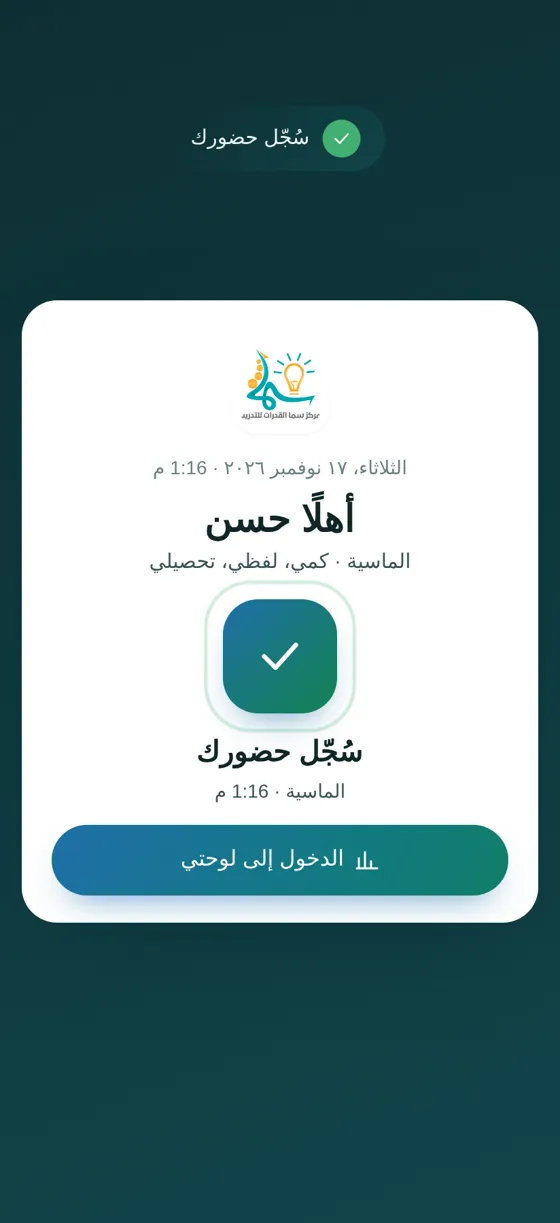 سُجّل حضورك
مركز سما القدرات للتدريب
الثلاثاء، ١٧ نوفمبر ٢٠٢٦ · 1:16 م
أهلًا حسن
الماسية · كمي، لفظي، تحصيلي
سُجّل حضورك
الماسية · 1:16 م
الدخول إلى لوحتي